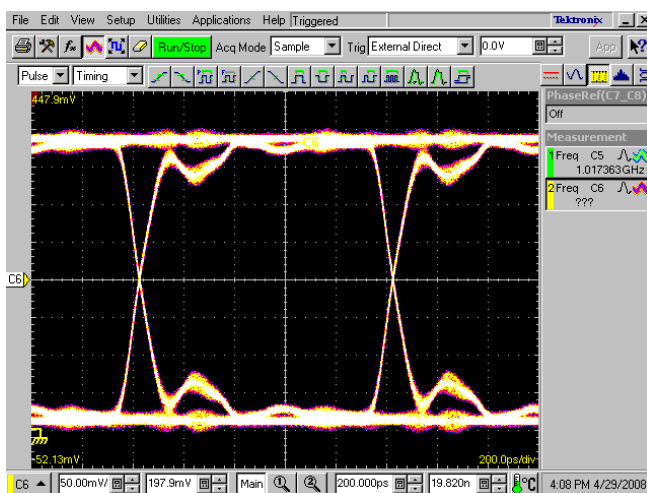 File Edit View Setup Utilities Applications Help Triggered Tektronix
Run/Stop Acq Mode Sample Trig External Direct 0.0V App
Pulse Timing
447.9mV
C6
PhaseRef(C7_C8)
Off
Measurement
1 Freq C5
1.017363GHz
2 Freq C6
???
C6
-52.13mV
200.0ps/div
C6 50.00mV/ 197.9mV Main 1 2 200.000ps 19.820n °C 4:08 PM 4/29/2008